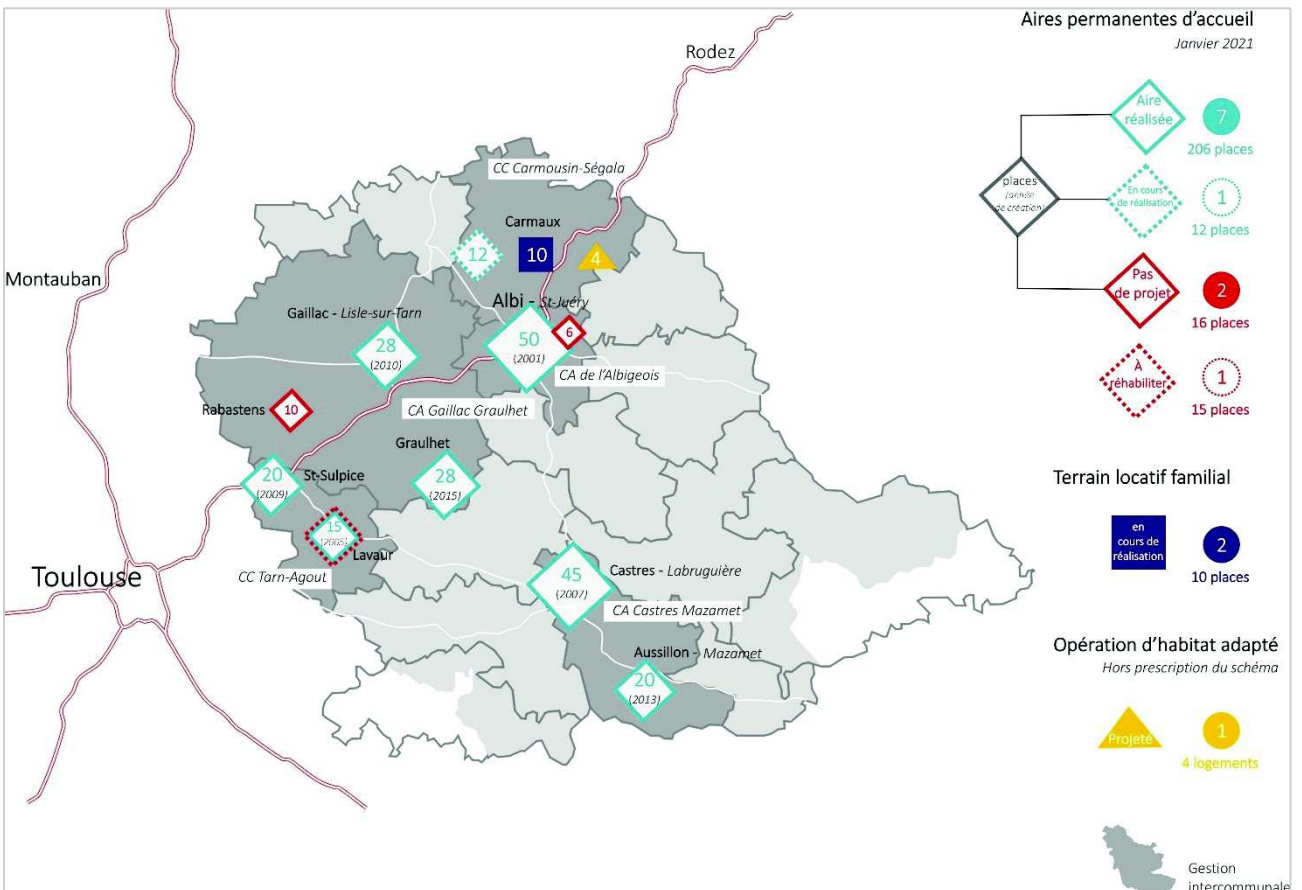 Aires permanentes d'accueil
Janvier 2021
Rodez
Aire
réalisée
7
206 places
places
(année
de création)
En cours
de réalisation
1
12 places
Pas
de projet
2
16 places
À
réhabiliter
1
15 places
Terrain locatif familial
en
cours de
réalisation
2
10 places
Opération d'habitat adapté
Hors prescription du schéma
Projeté
1
4 logements
Gestion
intercommunale
CC Carmousin-Ségala
Carmaux
12
10
4
Montauban
Albi - St-Juéry
6
50
(2001)
Gaillac - Lisle-sur-Tarn
28
(2010)
CA de l'Albigeois
Rabastens
10
CA Gaillac Graulhet
Graulhet
28
(2015)
20
(2009)
St-Sulpice
15
(2005)
Lavaur
Toulouse
CC Tarn-Agout
45
(2007)
Castres - Labruguière
CA Castres Mazamet
Aussillon - Mazamet
20
(2013)